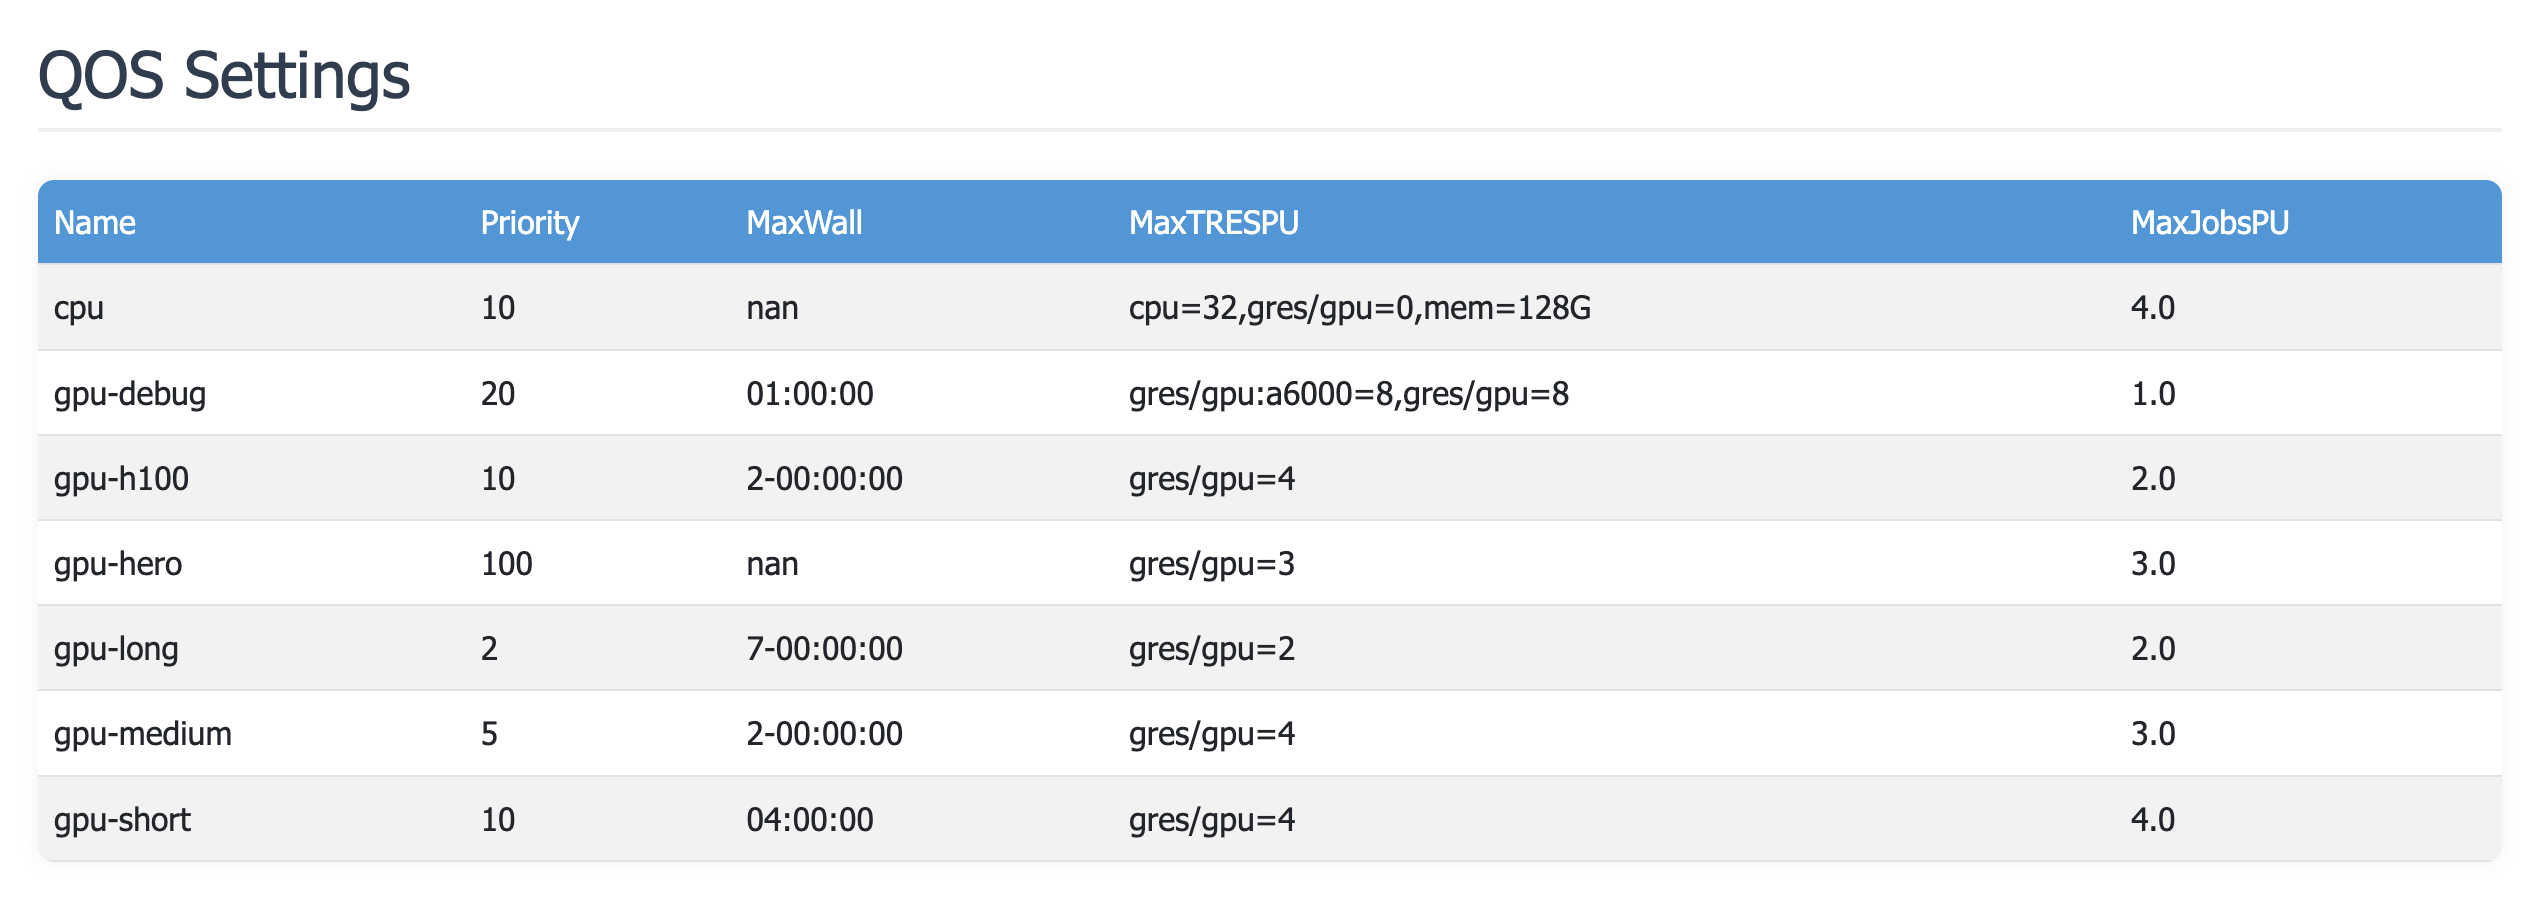 QOS Settings
Name Priority MaxWall MaxTRESPU MaxJobsPU
cpu 10 nan cpu=32,gres/gpu=0,mem=128G 4.0
gpu-debug 20 01:00:00 gres/gpu:a6000=8,gres/gpu=8 1.0
gpu-h100 10 2-00:00:00 gres/gpu=4 2.0
gpu-hero 100 nan gres/gpu=3 3.0
gpu-long 2 7-00:00:00 gres/gpu=2 2.0
gpu-medium 5 2-00:00:00 gres/gpu=4 3.0
gpu-short 10 04:00:00 gres/gpu=4 4.0